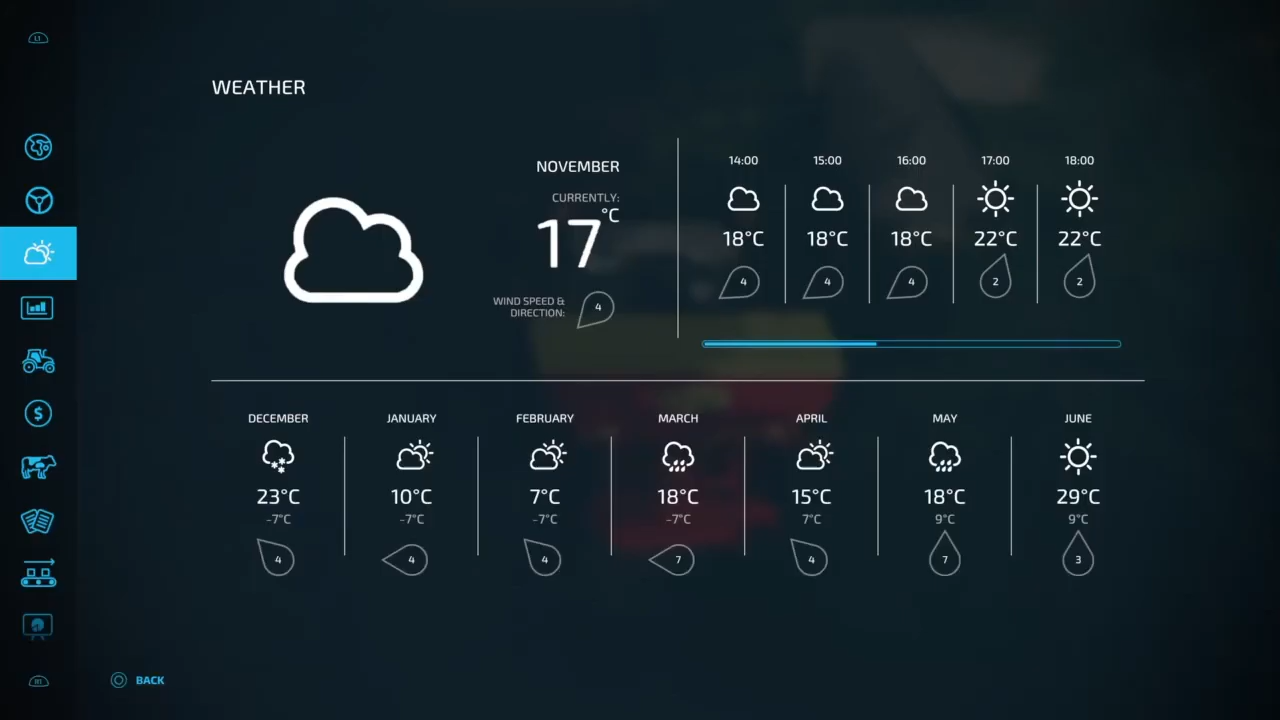 L1
WEATHER
NOVEMBER
CURRENTLY:
17°C
WIND SPEED &
DIRECTION:
4
14:00 15:00 16:00 17:00 18:00
18°C 18°C 18°C 22°C 22°C
4 4 4 2 2
DECEMBER JANUARY FEBRUARY MARCH APRIL MAY JUNE
23°C 10°C 7°C 18°C 15°C 18°C 29°C
-7°C -7°C -7°C -7°C 7°C 9°C 9°C
4 4 4 7 4 7 3
$
R1
BACK